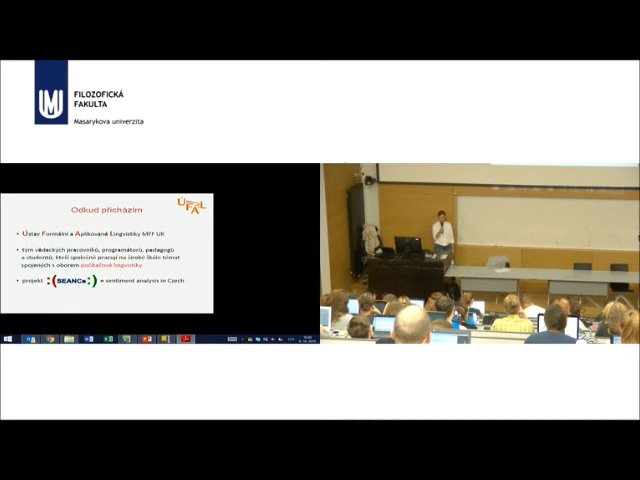 FILOZOFICKÁ
FAKULTA
Masarykova univerzita
Odkud přicházím
ÚFAL
• Ústav Formální a Aplikované Lingvistiky MFF UK
• tým vědeckých pracovníků, programátorů, pedagogů
a studentů, kteří společně pracují na široké škále témat
spojených s oborem počítačové lingvistiky
• projekt :(SEANCe:) = sentiment analysis in Czech